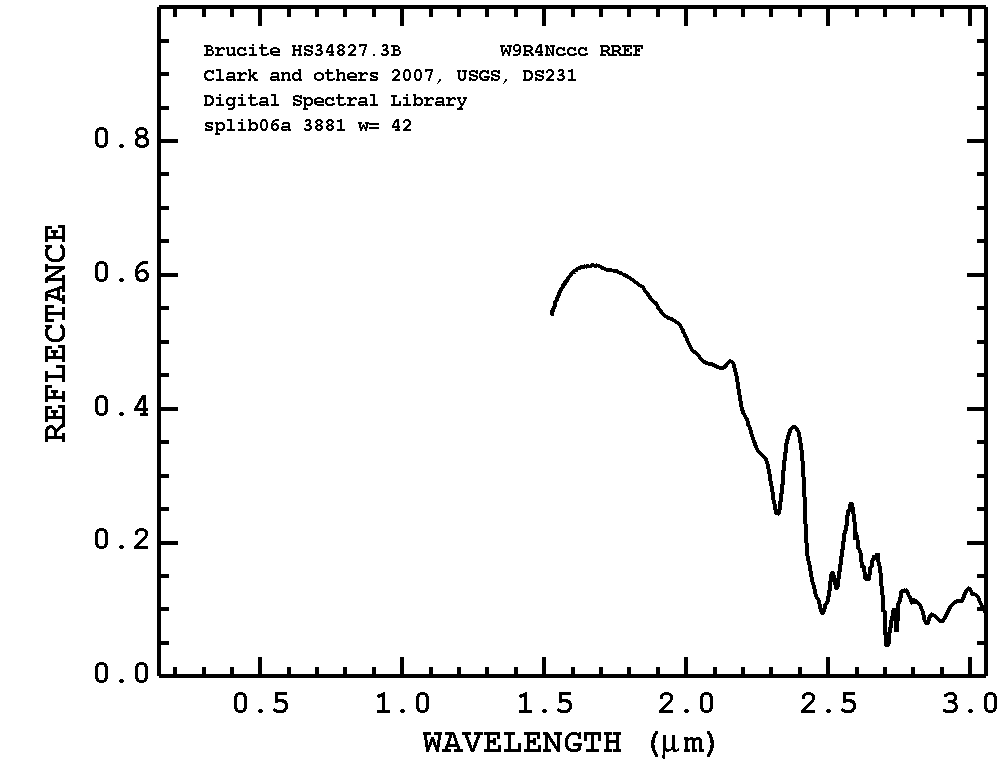 Brucite HS34827.3B W9R4Nccc RREF
Clark and others 2007, USGS, DS231
Digital Spectral Library
splib06a 3881 w= 42
0.8
0.6
0.4
0.2
0.0
REFLECTANCE
0.5 1.0 1.5 2.0 2.5 3.0
WAVELENGTH (μm)